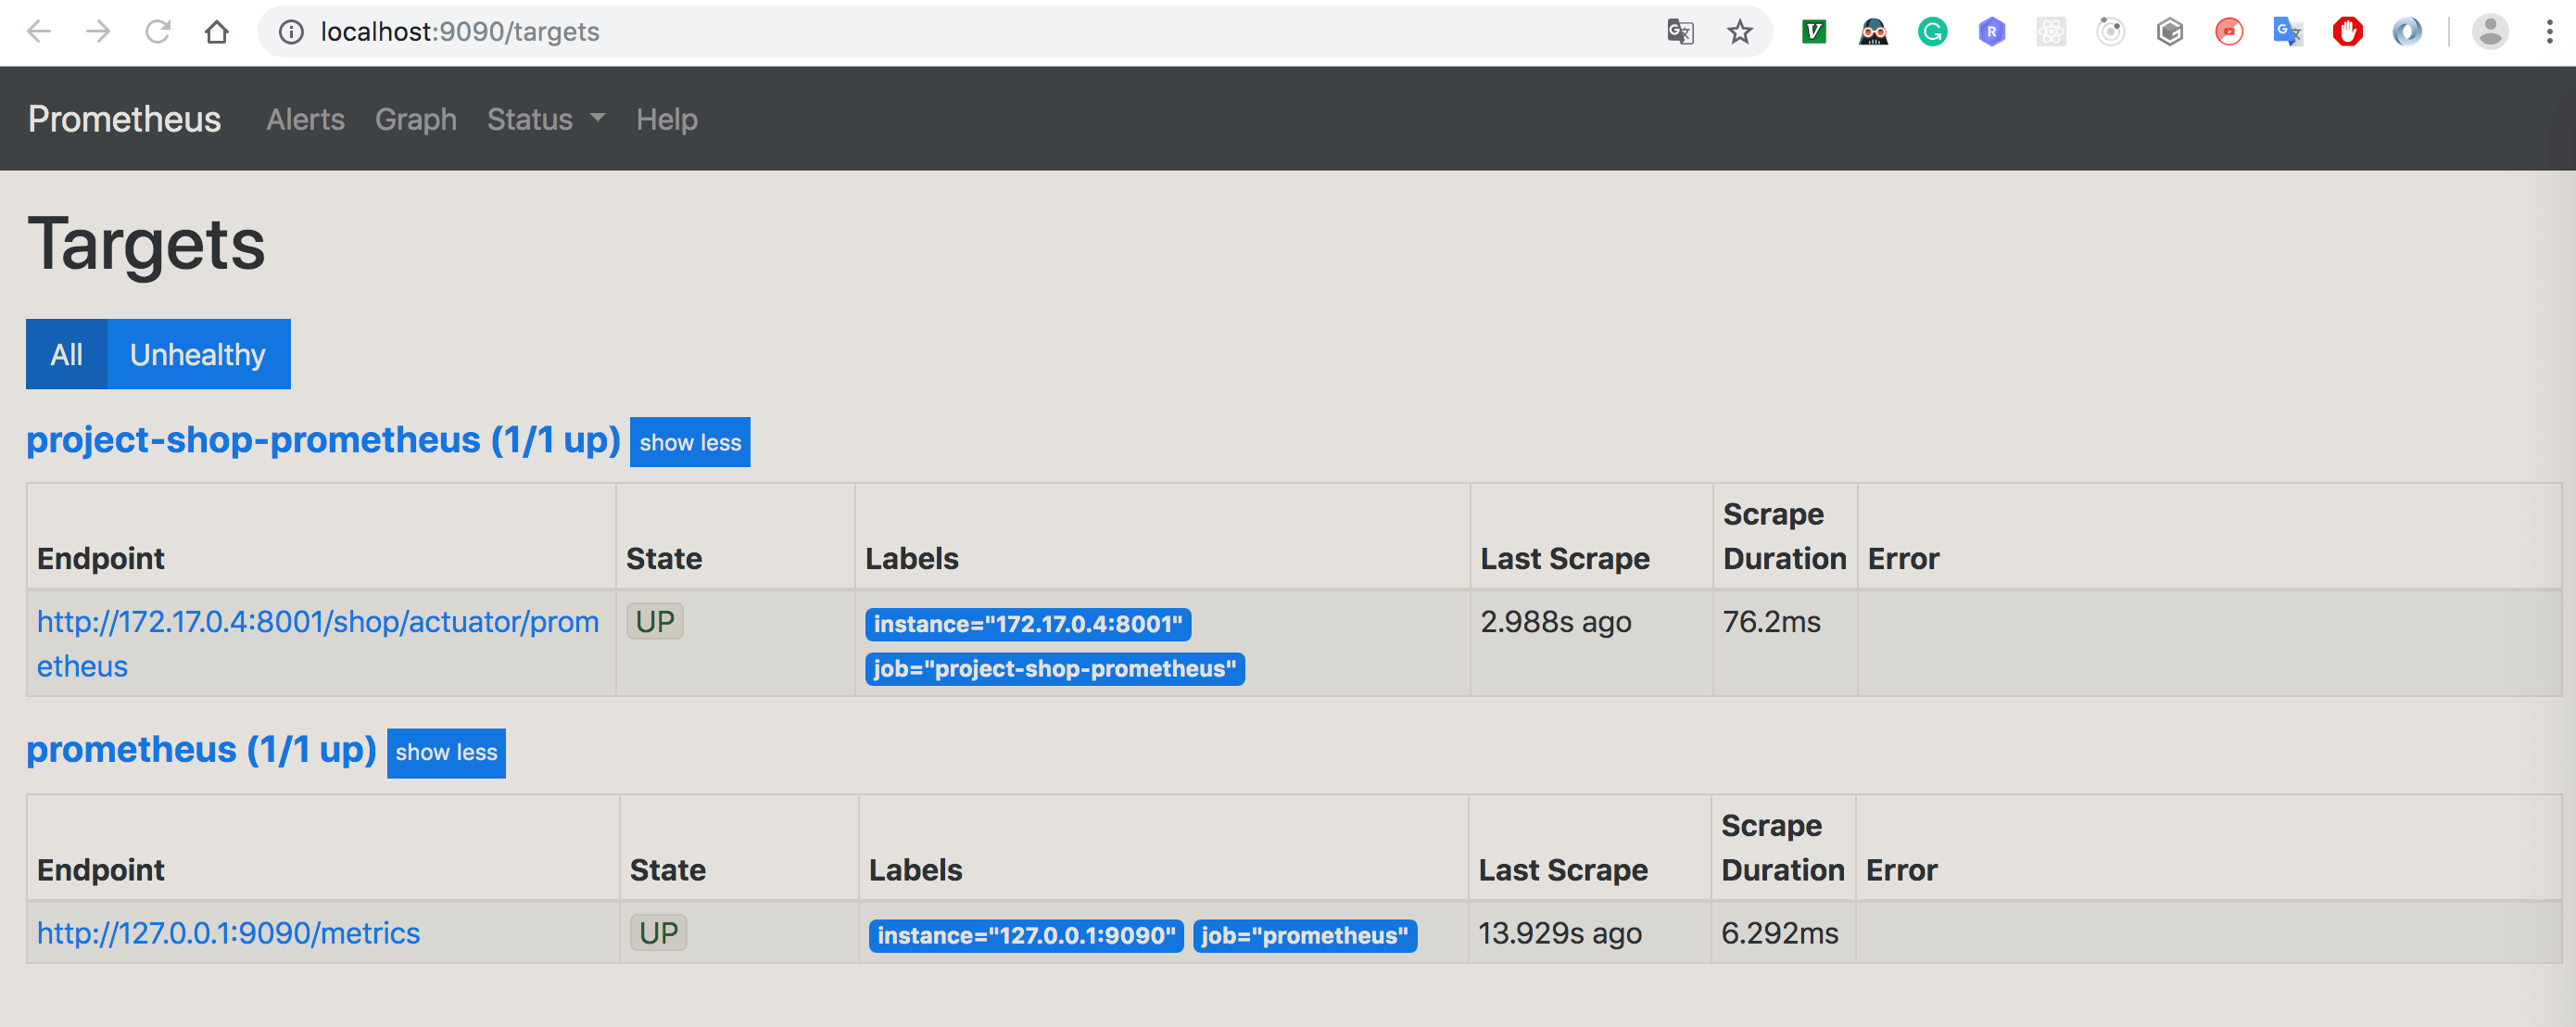 localhost:9090/targets
Prometheus Alerts Graph Status Help
Targets
All Unhealthy
project-shop-prometheus (1/1 up) show less
Endpoint State Labels Last Scrape Scrape Duration Error
http://172.17.0.4:8001/shop/actuator/prom
etheus
UP
instance="172.17.0.4:8001"
job="project-shop-prometheus"
2.988s ago
76.2ms
prometheus (1/1 up) show less
Endpoint State Labels Last Scrape Scrape Duration Error
http://127.0.0.1:9090/metrics UP instance="127.0.0.1:9090" job="prometheus" 13.929s ago 6.292ms